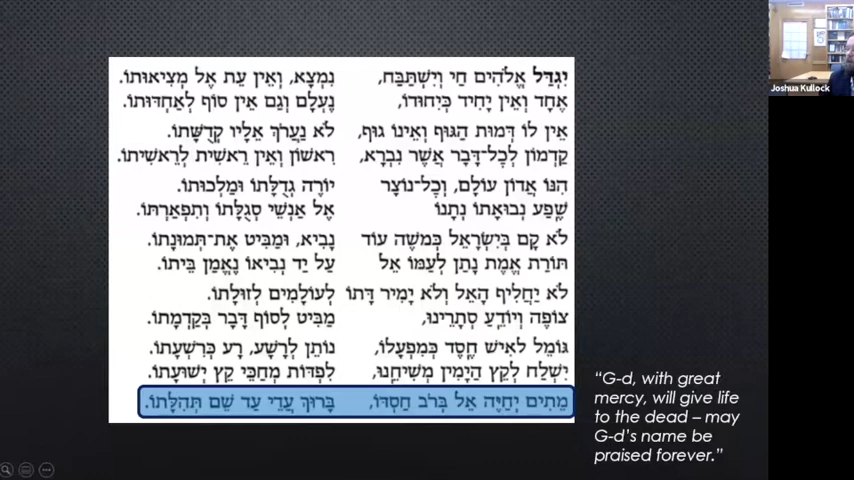 יִגְדַּל אֱלֹהִים חַי וְיִשְׁתַּבַּח, נִמְצָא, וְאֵין עֵת אֶל מְצִיאוּתוֹ.
אֶחָד וְאֵין יָחִיד כְּיִחוּדוֹ, נֶעְלָם וְגַם אֵין סוֹף לְאַחְדוּתוֹ.
אֵין לוֹ דְּמוּת הַגּוּף וְאֵינוֹ גוּף, לֹא נַעֲרֹךְ אֵלָיו קְדֻשָּׁתוֹ.
קַדְמוֹן לְכָל־דָּבָר אֲשֶׁר נִבְרָא, רִאשׁוֹן וְאֵין רֵאשִׁית לְרֵאשִׁיתוֹ.
הִנּוֹ אֲדוֹן עוֹלָם, וְכָל־נוֹצָר יוֹרֶה גְדֻלָּתוֹ וּמַלְכוּתוֹ.
שֶׁפַע נְבוּאָתוֹ נְתָנוֹ אֶל אַנְשֵׁי סְגֻלָּתוֹ וְתִפְאַרְתּוֹ.
לֹא קָם בְּיִשְׂרָאֵל כְּמֹשֶׁה עוֹד נָבִיא, וּמַבִּיט אֶת־תְּמוּנָתוֹ.
תּוֹרַת אֱמֶת נָתַן לְעַמּוֹ אֵל עַל יַד נְבִיאוֹ נֶאֱמַן בֵּיתוֹ.
לֹא יַחֲלִיף הָאֵל וְלֹא יָמִיר דָּתוֹ לְעוֹלָמִים לְזוּלָתוֹ.
צוֹפֶה וְיוֹדֵעַ סְתָרֵינוּ, מַבִּיט לְסוֹף דָּבָר בְּקַדְמָתוֹ.
גּוֹמֵל לְאִישׁ חֶסֶד כְּמִפְעָלוֹ, נוֹתֵן לְרָשָׁע, רָע כְּרִשְׁעָתוֹ.
יִשְׁלַח לְקֵץ הַיָּמִין מְשִׁיחֵנוּ, לִפְדּוֹת מְחַכֵּי קֵץ יְשׁוּעָתוֹ.
מֵתִים יְחַיֶּה אֵל בְּרֹב חַסְדּוֹ, בָּרוּךְ עֲדֵי עַד שֵׁם תְּהִלָּתוֹ.
“G-d, with great
mercy, will give life
to the dead – may
G-d’s name be
praised forever.”
Joshua Kullock